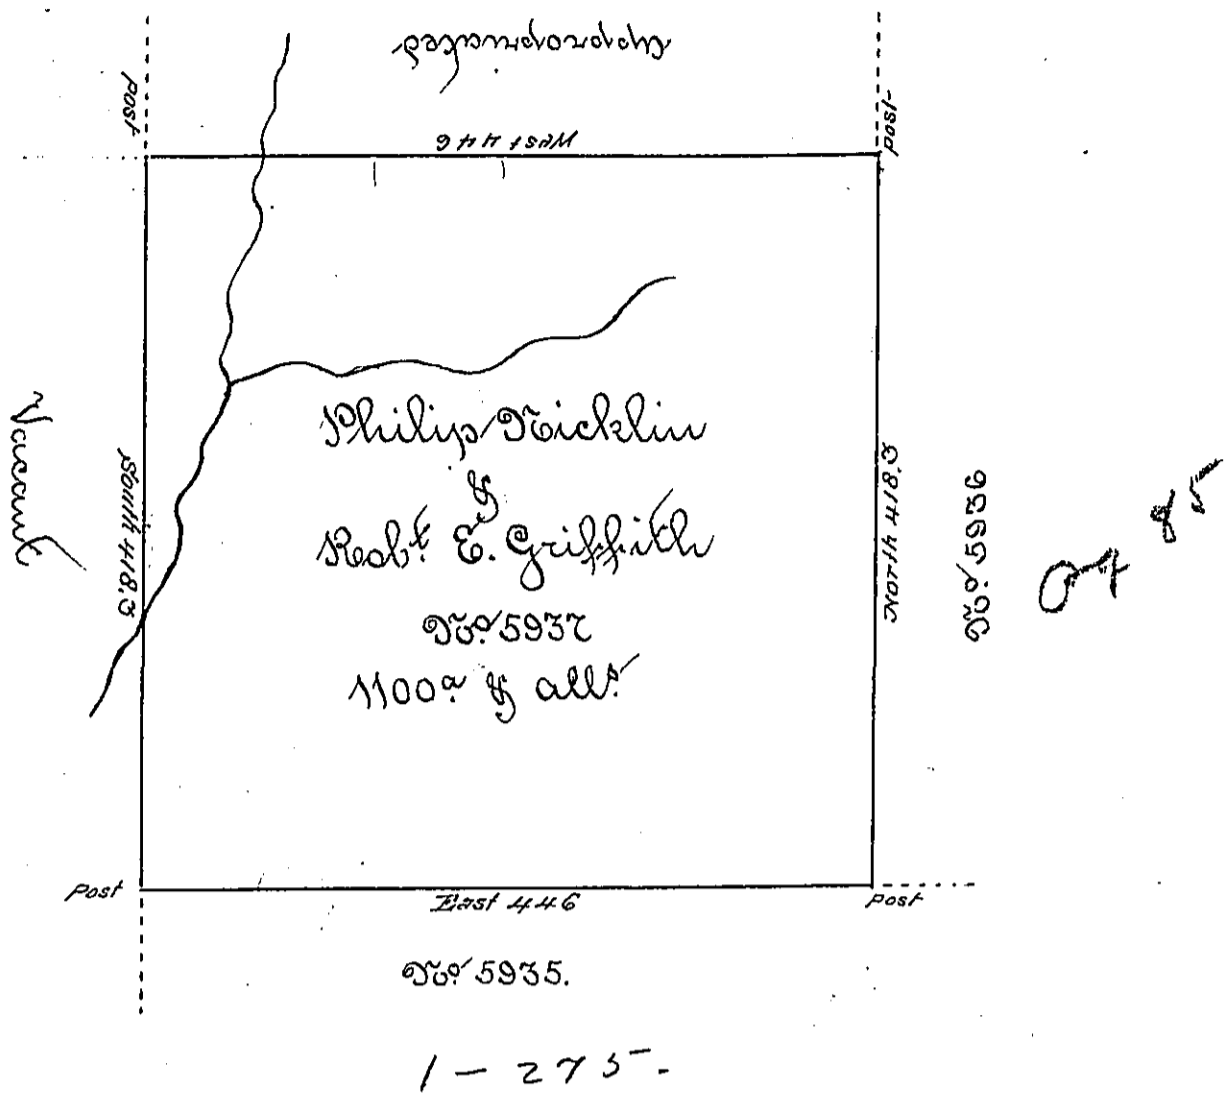 Appropriated
Post
West 446
Post
Vacant
South 418.3
Philip Nicklin
&
Robt. E. Griffith
No. 5937
1100a. & alls.
North 418.3
No. 5936
Post
East 446
Post
No. 5935.
1 - 275.